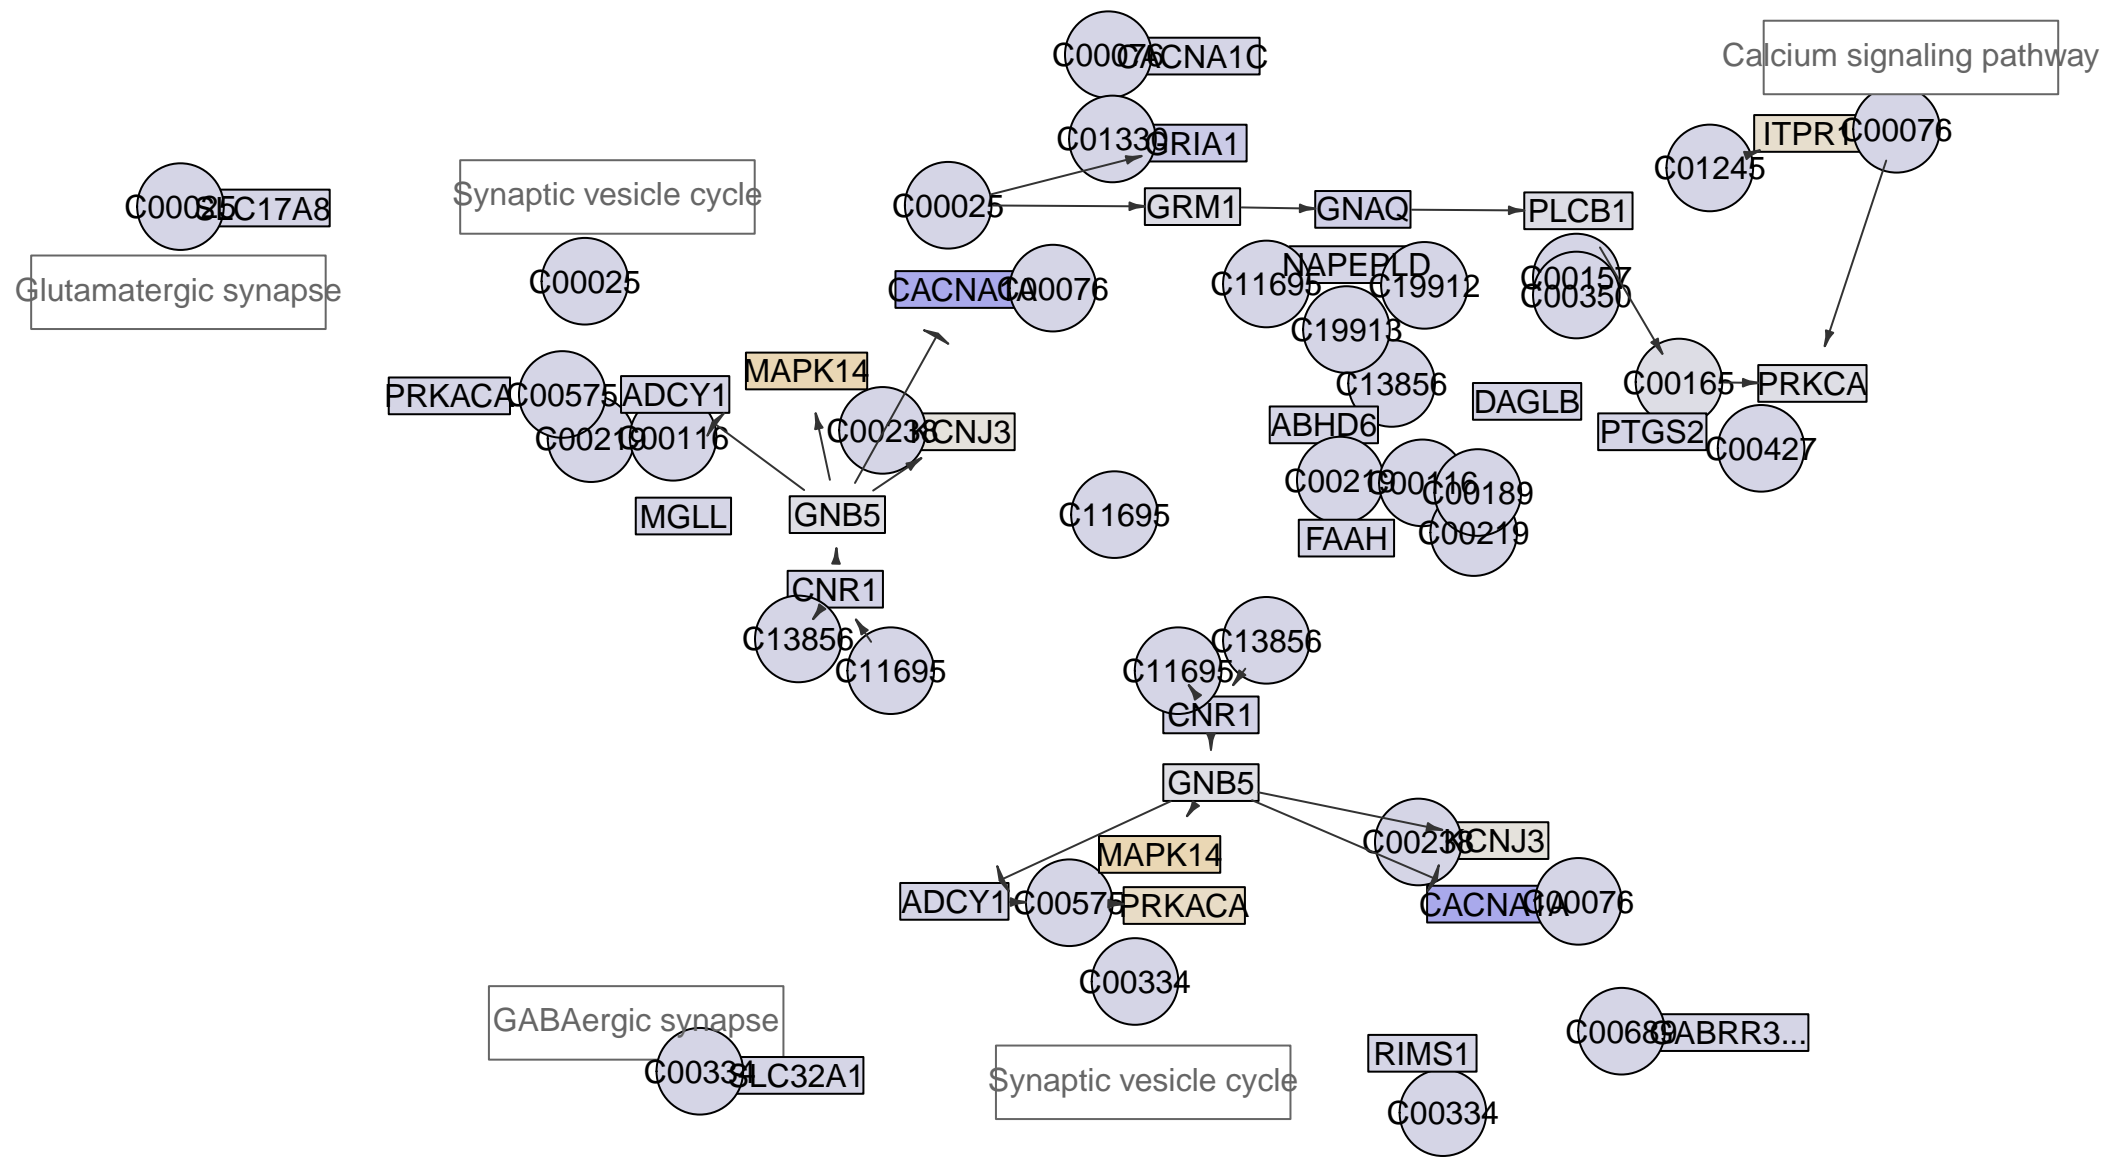 C00076
CACNA1C
Calcium signaling pathway
C01330
GRIA1
ITPR1
C00076
C01245
C00025
SLC17A8
Synaptic vesicle cycle
C00025
GRM1
GNAQ
PLCB1
Glutamatergic synapse
C00025
CACNA1A
C00076
C11695
NAPEPLD
C19912
C00157
C00350
C19913
MAPK14
C13856
PRKACA
C00575
ADCY1
DAGLB
C00165
PRKCA
C00219
C00116
C00238
KCNJ3
ABHD6
PTGS2
C00427
MGLL
GNB5
C11695
C00219
C00116
C00189
FAAH
C00219
CNR1
C13856
C11695
C13856
C11695
CNR1
GNB5
MAPK14
C00238
KCNJ3
ADCY1
C00575
PRKACA
CACNA1A
C00076
C00334
GABAergic synapse
C00334
SLC32A1
Synaptic vesicle cycle
RIMS1
C00334
C00689
GABRR3...